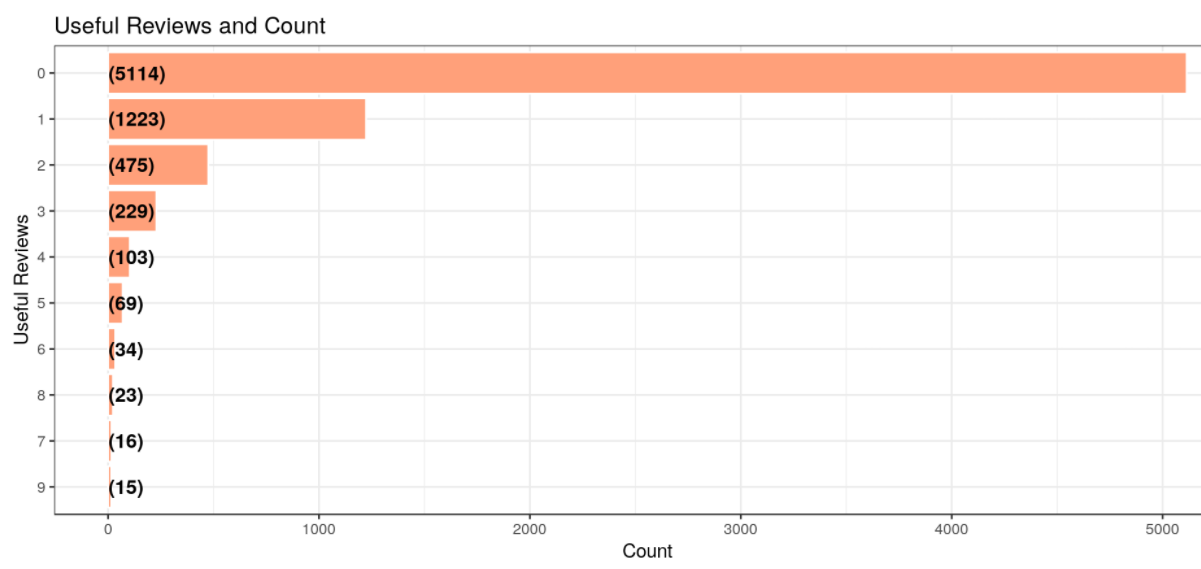 Useful Reviews and Count
Useful Reviews
0 (5114)
1 (1223)
2 (475)
3 (229)
4 (103)
5 (69)
6 (34)
8 (23)
7 (16)
9 (15)
0 1000 2000 3000 4000 5000
Count